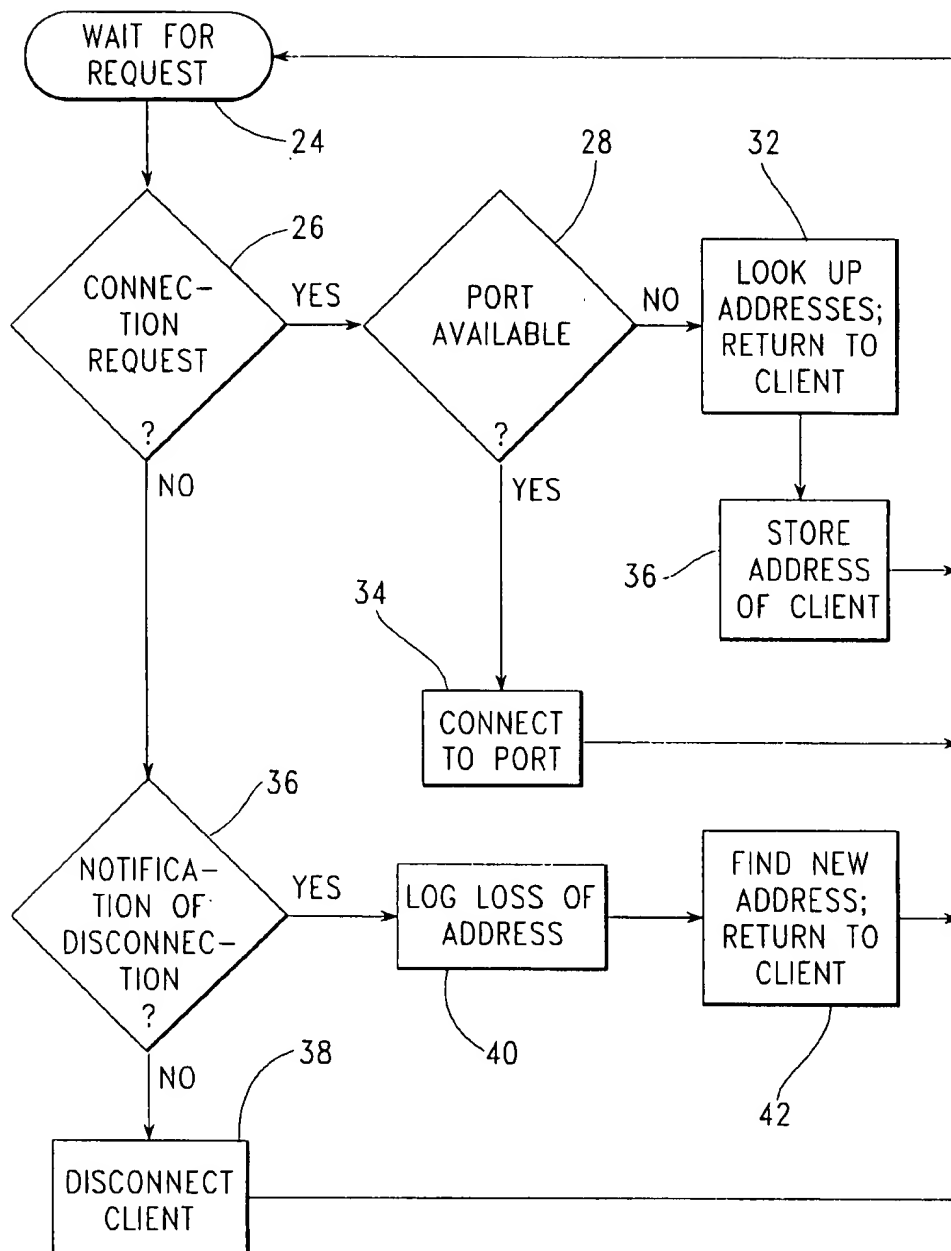 WAIT FOR
REQUEST
24
26
CONNEC-
TION
REQUEST
?
YES
NO
28
PORT
AVAILABLE
?
NO
YES
32
LOOK UP
ADDRESSES;
RETURN TO
CLIENT
36
STORE
ADDRESS
OF CLIENT
34
CONNECT
TO PORT
36
NOTIFICA-
TION OF
DISCONNEC-
TION
?
YES
NO
LOG LOSS OF
ADDRESS
40
FIND NEW
ADDRESS;
RETURN TO
CLIENT
42
38
DISCONNECT
CLIENT